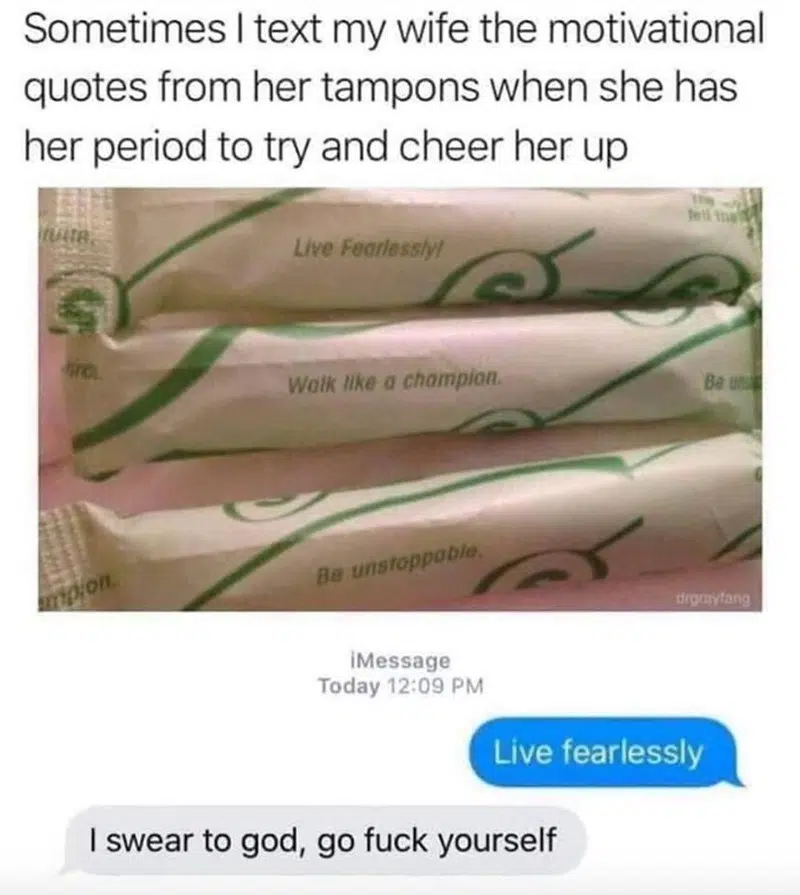 Sometimes I text my wife the motivational
quotes from her tampons when she has
her period to try and cheer her up
Live Fearlessly!
Walk like a champion.
Be
Be unstoppable.
drgrayfang
iMessage
Today 12:09 PM
Live fearlessly
I swear to god, go fuck yourself